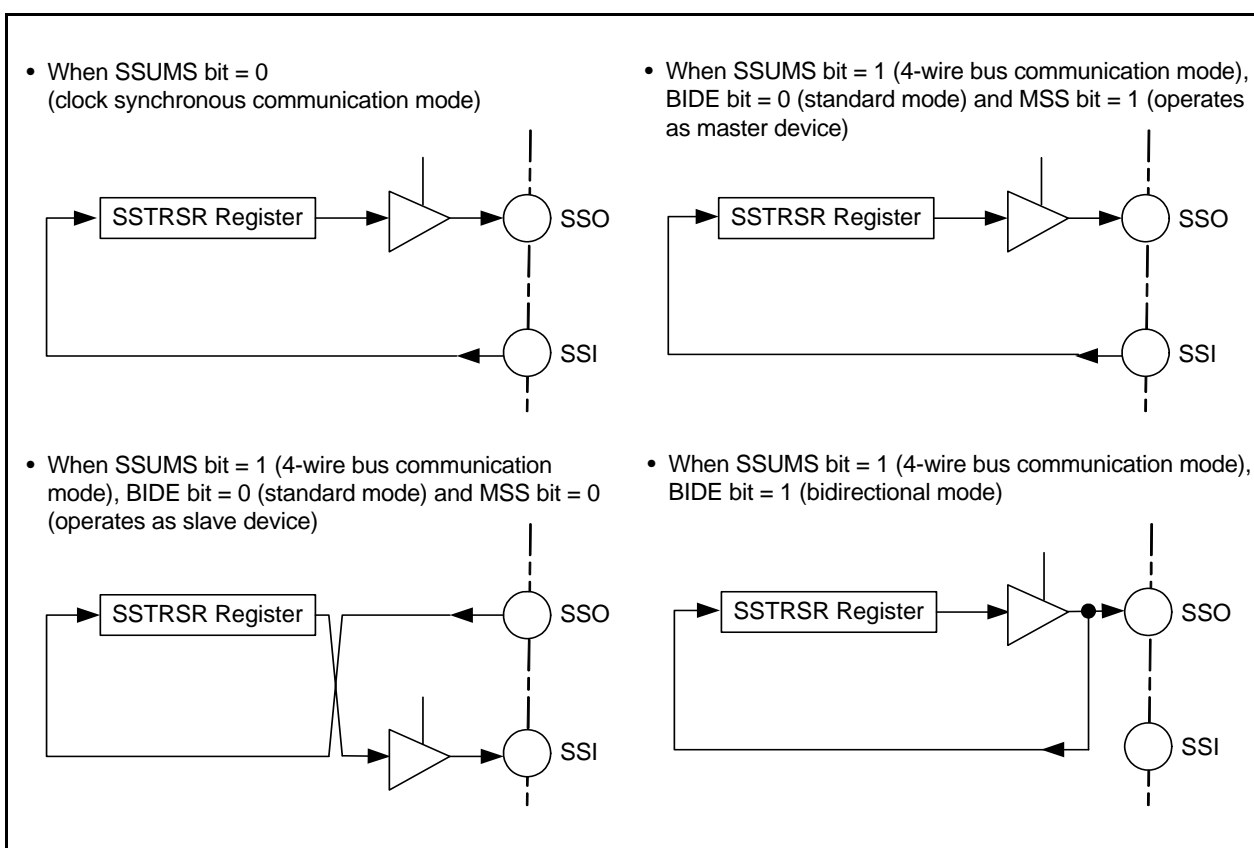 • When SSUMS bit = 0
(clock synchronous communication mode)
SSTRSR Register
SSO
SSI
• When SSUMS bit = 1 (4-wire bus communication mode),
BIDE bit = 0 (standard mode) and MSS bit = 1 (operates
as master device)
SSTRSR Register
SSO
SSI
• When SSUMS bit = 1 (4-wire bus communication
mode), BIDE bit = 0 (standard mode) and MSS bit = 0
(operates as slave device)
SSTRSR Register
SSO
SSI
• When SSUMS bit = 1 (4-wire bus communication mode),
BIDE bit = 1 (bidirectional mode)
SSTRSR Register
SSO
SSI